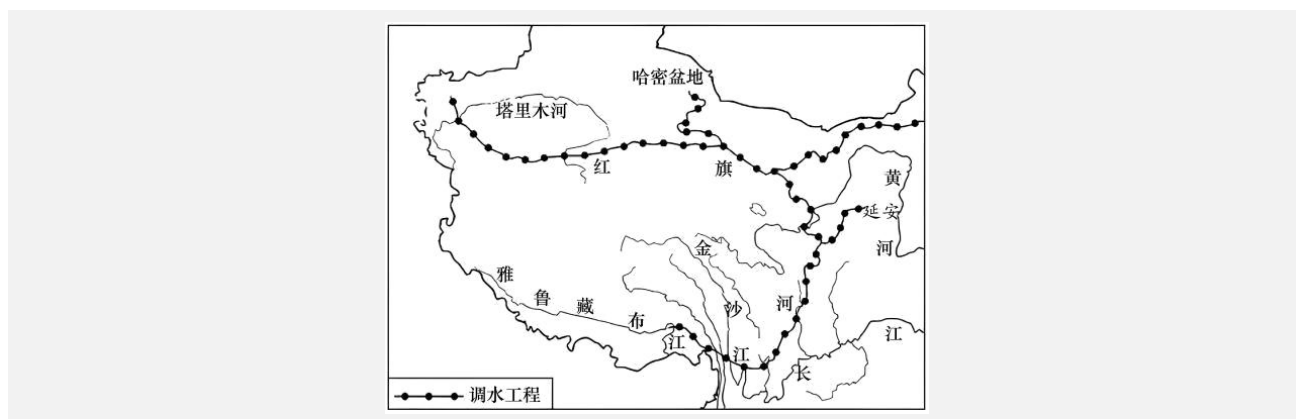 哈密盆地
塔里木河
红旗河
黄河
延安
金沙江
雅鲁藏布江
长江
调水工程